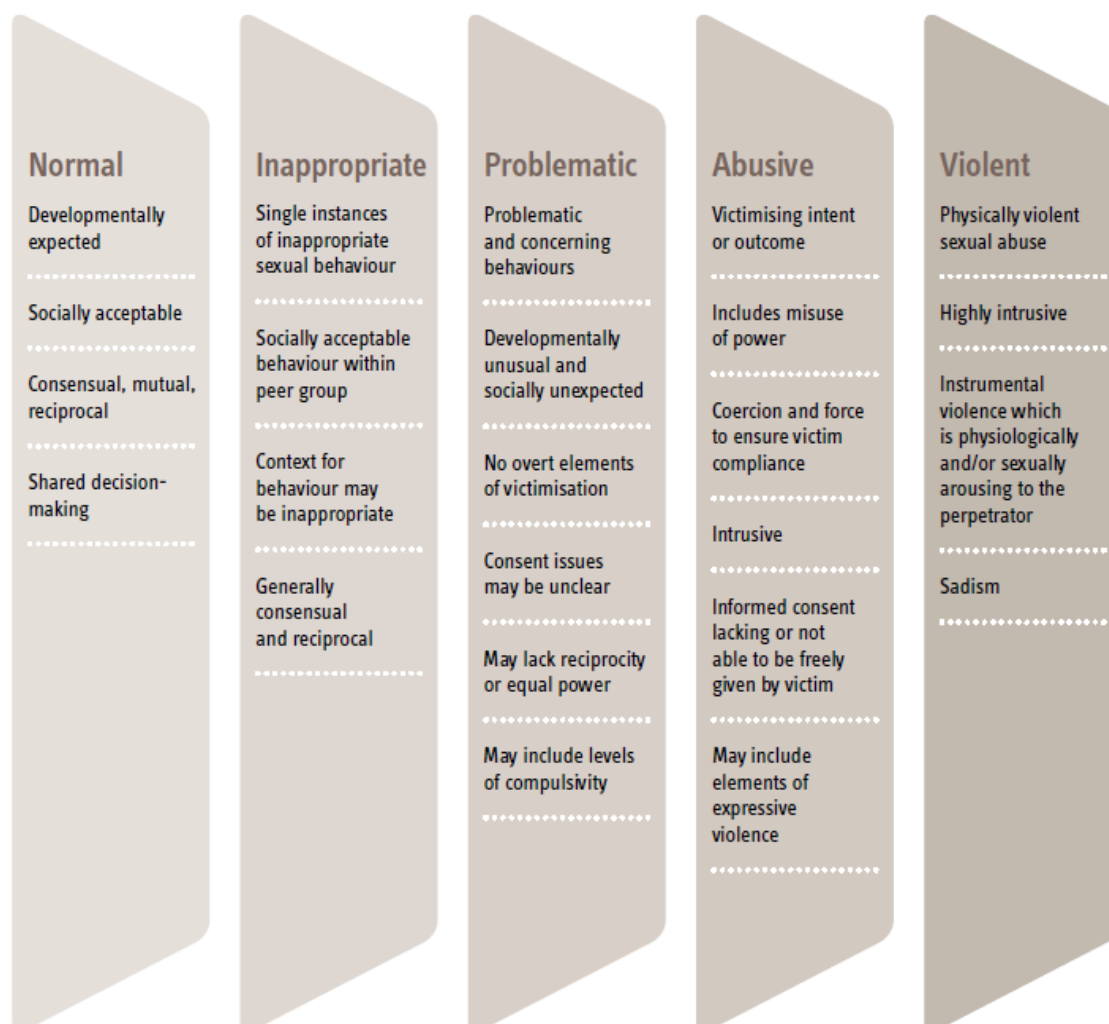 Normal
Developmentally
expected
Socially acceptable
Consensual, mutual,
reciprocal
Shared decision-
making
Inappropriate
Single instances
of inappropriate
sexual behaviour
Socially acceptable
behaviour within
peer group
Context for
behaviour may
be inappropriate
Generally
consensual
and reciprocal
Problematic
Problematic
and concerning
behaviours
Developmentally
unusual and
socially unexpected
No overt elements
of victimisation
Consent issues
may be unclear
May lack reciprocity
or equal power
May include levels
of compulsivity
Abusive
Victimising intent
or outcome
Includes misuse
of power
Coercion and force
to ensure victim
compliance
Intrusive
Informed consent
lacking or not
able to be freely
given by victim
May include
elements of
expressive
violence
Violent
Physically violent
sexual abuse
Highly intrusive
Instrumental
violence which
is physiologically
and/or sexually
arousing to the
perpetrator
Sadism